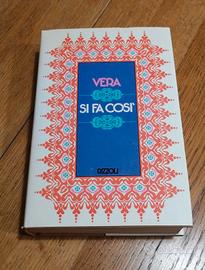 VERA
SI FA COSI'
RIZZOLI